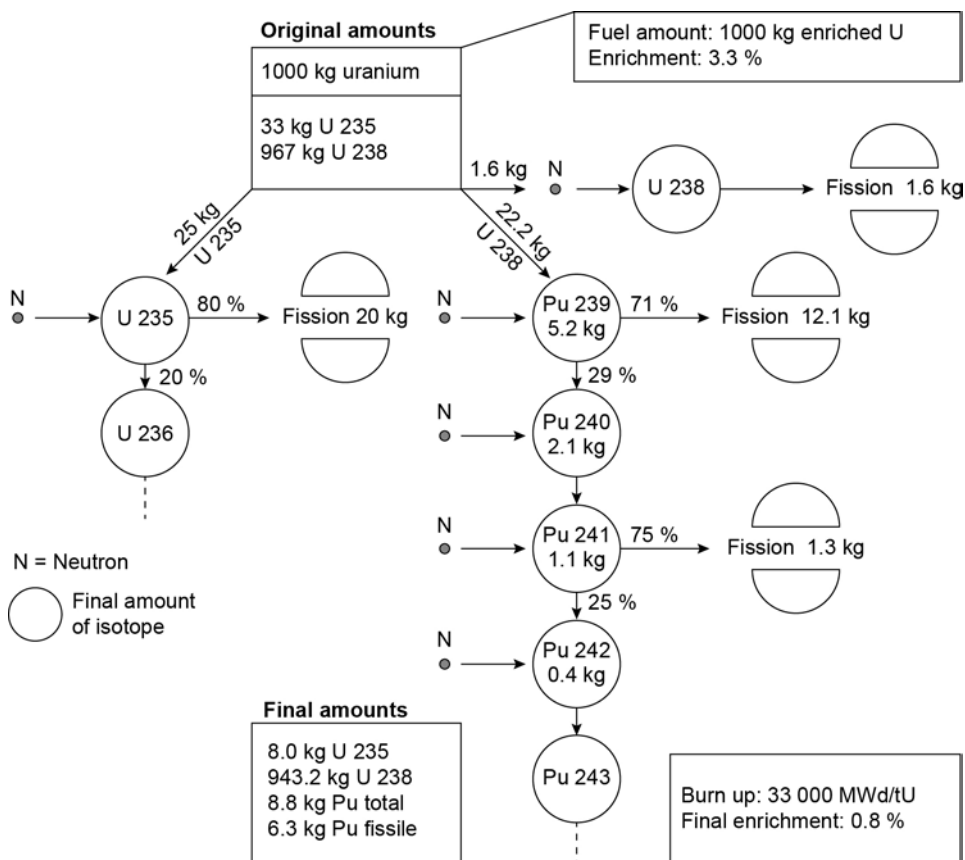 Original amounts
1000 kg uranium
33 kg U 235
967 kg U 238
Fuel amount: 1000 kg enriched U
Enrichment: 3.3 %
1.6 kg
N
U 238
Fission 1.6 kg
25 kg
U 235
22.2 kg
U 238
N
U 235
80 %
Fission 20 kg
20 %
U 236
N
Pu 239
5.2 kg
71 %
Fission 12.1 kg
29 %
N
Pu 240
2.1 kg
N
Pu 241
1.1 kg
75 %
Fission 1.3 kg
25 %
N
Pu 242
0.4 kg
Pu 243
N = Neutron
Final amount
of isotope
Final amounts
8.0 kg U 235
943.2 kg U 238
8.8 kg Pu total
6.3 kg Pu fissile
Burn up: 33 000 MWd/tU
Final enrichment: 0.8 %